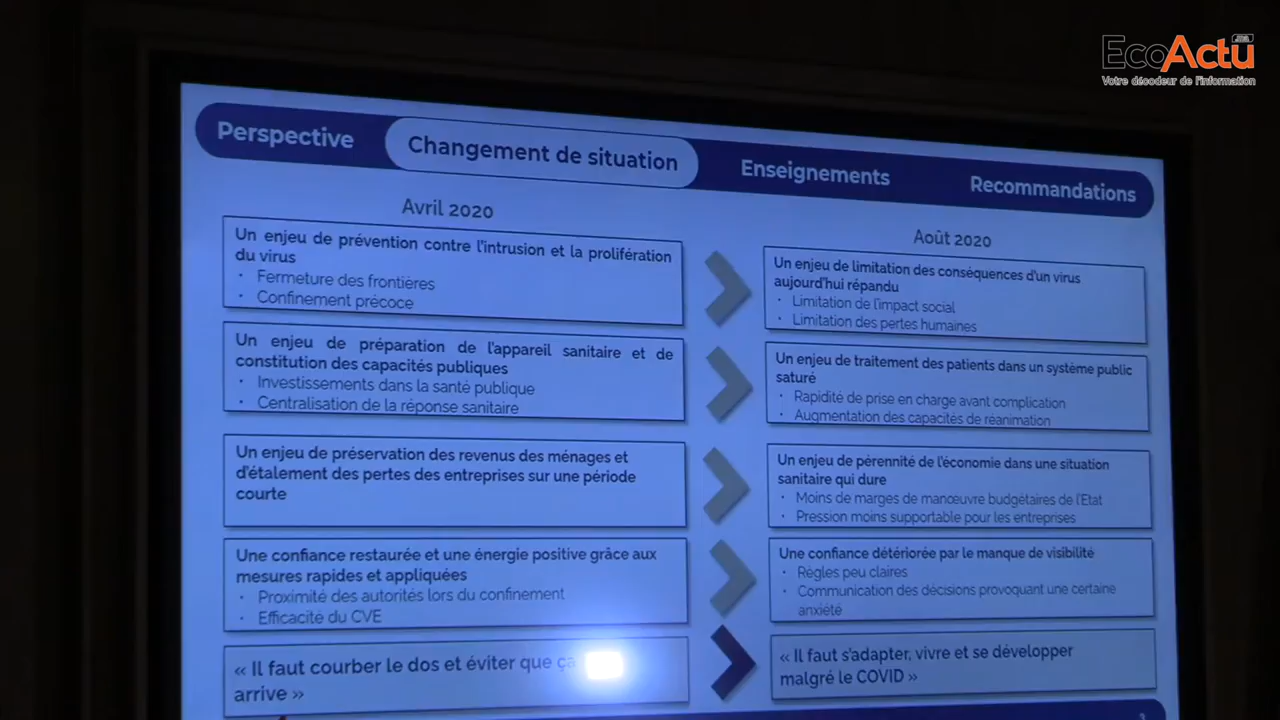 EcoActu
.ma
Votre décodeur de l'information
Perspective
Changement de situation
Enseignements
Recommandations
Avril 2020
Un enjeu de prévention contre l'intrusion et la prolifération
du virus
• Fermeture des frontières
• Confinement précoce
Un enjeu de préparation de l'appareil sanitaire et de
constitution des capacités publiques
• Investissements dans la santé publique
• Centralisation de la réponse sanitaire
Un enjeu de préservation des revenus des ménages et
d'étalement des pertes des entreprises sur une période
courte
Une confiance restaurée et une énergie positive grâce aux
mesures rapides et appliquées
• Proximité des autorités lors du confinement
• Efficacité du CVE
« Il faut courber le dos et éviter que ça
arrive »
Août 2020
Un enjeu de limitation des conséquences d'un virus
aujourd'hui répandu
• Limitation de l'impact social
• Limitation des pertes humaines
Un enjeu de traitement des patients dans un système public
saturé
• Rapidité de prise en charge avant complication
• Augmentation des capacités de réanimation
Un enjeu de pérennité de l'économie dans une situation
sanitaire qui dure
• Moins de marges de manœuvre budgétaires de l'Etat
• Pression moins supportable pour les entreprises
Une confiance détériorée par le manque de visibilité
• Règles peu claires
• Communication des décisions provoquant une certaine
anxiété
« Il faut s'adapter, vivre et se développer
malgré le COVID »